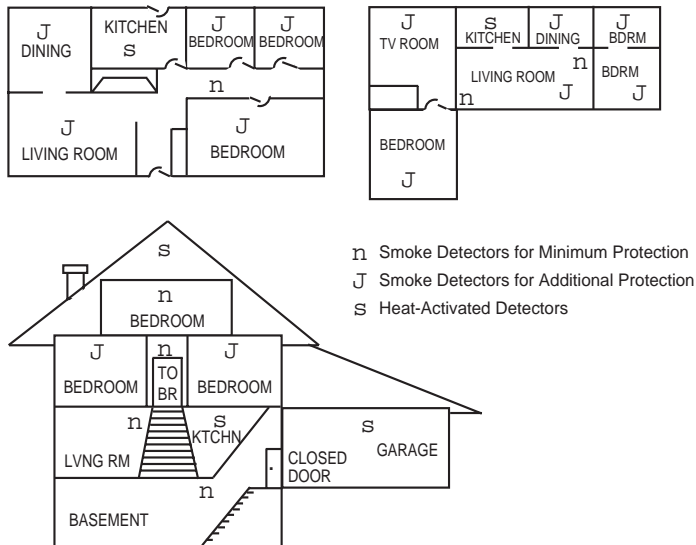 J
DINING
KITCHEN
s
J
BEDROOM
J
BEDROOM
n
J
LIVING ROOM
J
BEDROOM
J
TV ROOM
s
KITCHEN
J
DINING
J
BDRM
LIVING ROOM
n
BDRM
n
J
J
BEDROOM
J
s
n
BEDROOM
J
BEDROOM
n
TO
BR
J
BEDROOM
n
LVNG RM
s
KTCHN
n
BASEMENT
s
GARAGE
CLOSED
DOOR
n Smoke Detectors for Minimum Protection
J Smoke Detectors for Additional Protection
s Heat-Activated Detectors